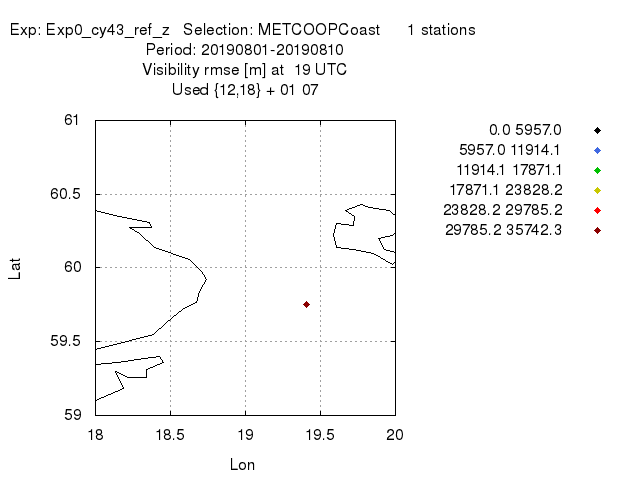 Exp: Exp0_cy43_ref_z Selection: METCOOPCoast 1 stations
Period: 20190801-20190810
Visibility rmse [m] at 19 UTC
Used {12,18} + 01 07
61
60.5
60
59.5
59
Lat
18 18.5 19 19.5 20
Lon
0.0 5957.0
5957.0 11914.1
11914.1 17871.1
17871.1 23828.2
23828.2 29785.2
29785.2 35742.3